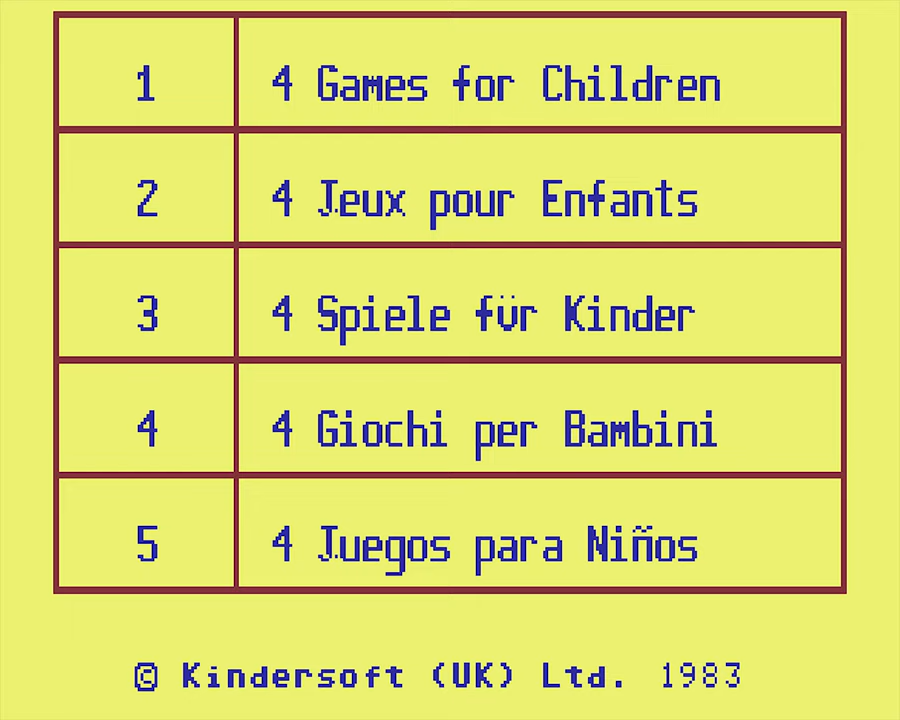 1 4 Games for Children
2 4 Jeux pour Enfants
3 4 Spiele für Kinder
4 4 Giochi per Bambini
5 4 Juegos para Niños
© Kindersoft (UK) Ltd. 1983